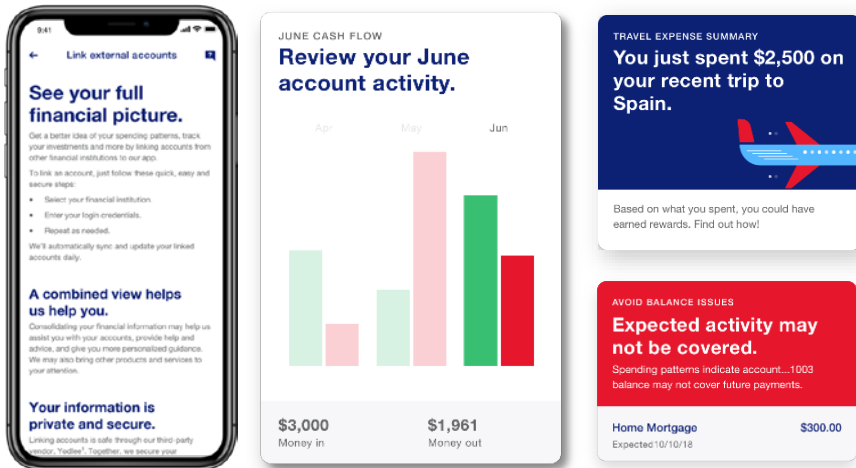 9:41
Link external accounts
See your full
financial picture.
Get a better idea of your spending patterns, track
your investments and more by linking accounts from
other financial institutions to our app.
To link an account, just follow these quick, easy and
secure steps:
• Select your financial institution.
• Enter your login credentials.
• Repeat as needed.
We'll automatically sync and update your linked
accounts daily.
A combined view helps
us help you.
Consolidating your financial information may help us
assist you with your accounts, provide help and
advice, and give you more personalized guidance.
We may also bring other products and services to
your attention.
Your information is
private and secure.
Linking accounts is safe through our third-party
vendor, Yodlee¹. Together, we secure your
JUNE CASH FLOW
Review your June
account activity.
Apr May Jun
$3,000 $1,961
Money in Money out
TRAVEL EXPENSE SUMMARY
You just spent $2,500 on
your recent trip to
Spain.
Based on what you spent, you could have
earned rewards. Find out how!
AVOID BALANCE ISSUES
Expected activity may
not be covered.
Spending patterns indicate account...1003
balance may not cover future payments.
Home Mortgage $300.00
Expected10/10/18